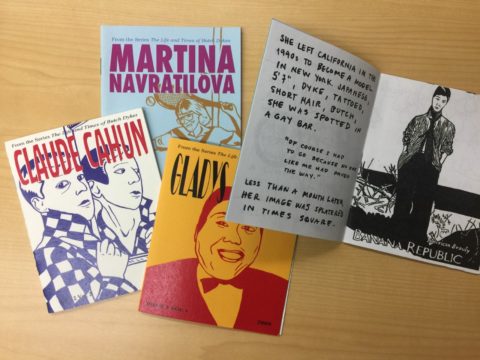 From the Series The Life and Times of Butch Dykes
MARTINA
NAVRATILOVA
From the Series The Life and Times of Butch Dykes
CLAUDE CAHUN
From the Series The Life
GLADYS
SHE LEFT CALIFORNIA IN THE
1990s TO BECOME A MODEL
IN NEW YORK. JAPANESE,
5'7", DYKE, TATTOED,
SHORT HAIR, BUTCH,
SHE WAS SPOTTED IN
A GAY BAR.
"OF COURSE I HAD
TO GO BECAUSE NO ONE
LIKE ME HAD PAVED
THE WAY."
LESS THAN A MONTH LATER,
HER IMAGE WAS SPLATERED
IN TIMES SQUARE.
BANANA REPUBLIC